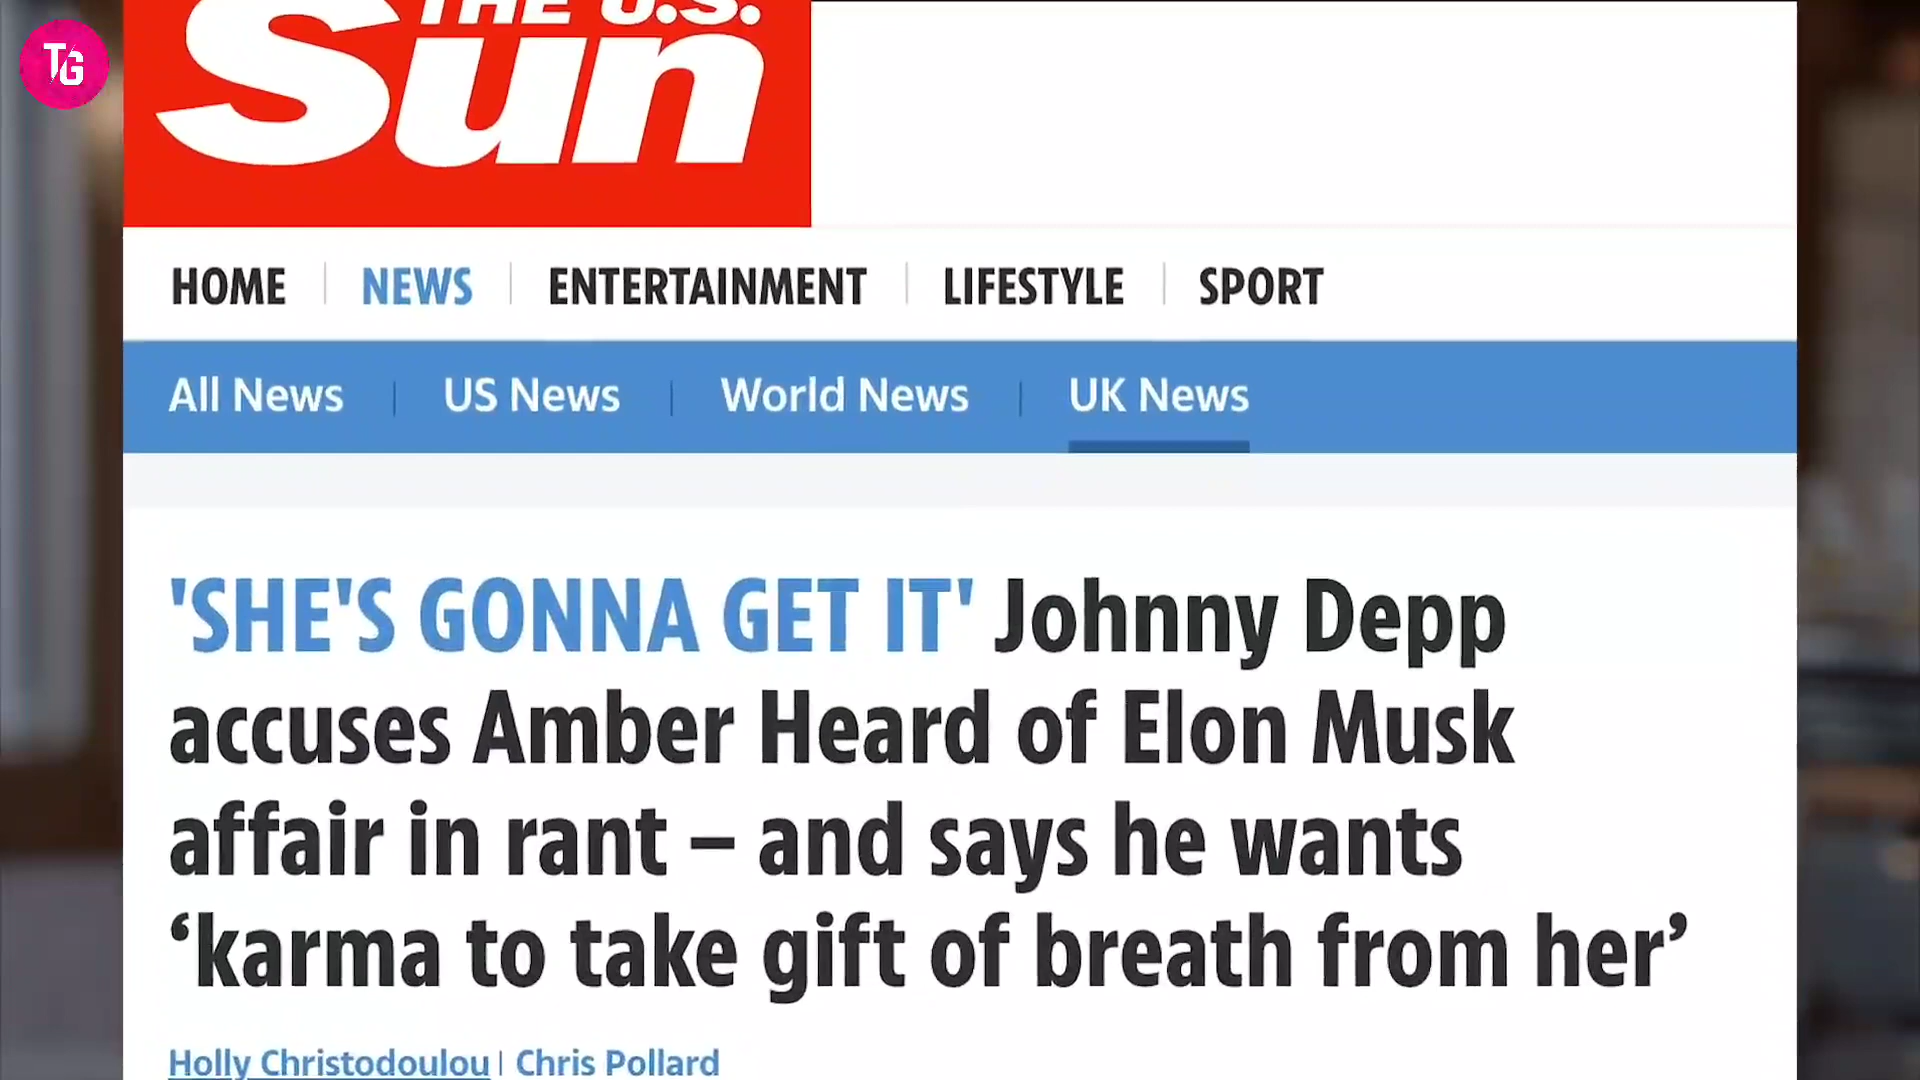 TG
THE U.S.
Sun
HOME NEWS ENTERTAINMENT LIFESTYLE SPORT
All News US News World News UK News
'SHE'S GONNA GET IT' Johnny Depp
accuses Amber Heard of Elon Musk
affair in rant – and says he wants
‘karma to take gift of breath from her’
Holly Christodoulou | Chris Pollard